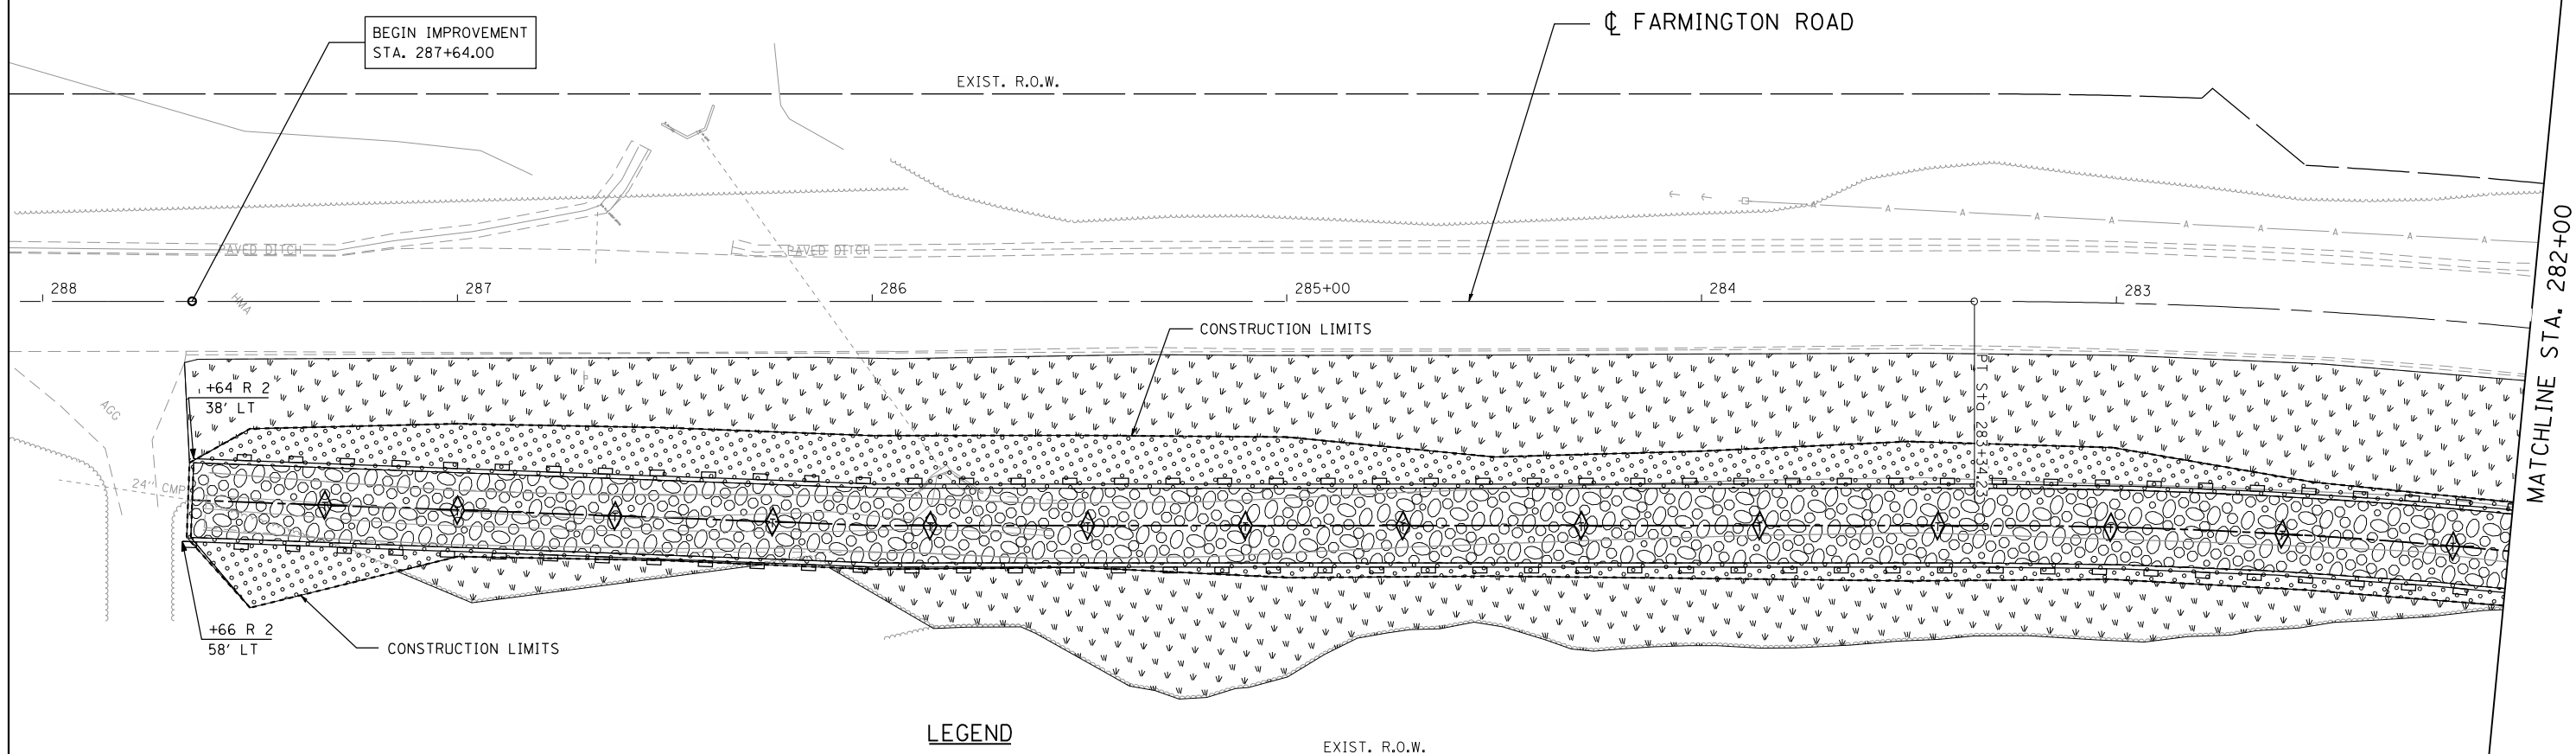 BEGIN IMPROVEMENT
STA. 287+64.00
℄ FARMINGTON ROAD
EXIST. R.O.W.
PAVED DITCH
PAVED DITCH
A A A A A A A A A A
288
287
286
285+00
284
283
HMA
CONSTRUCTION LIMITS
MATCHLINE STA. 282+00
PT Sta 283+34.23
+64 R 2
38' LT
AGG
24" CMP
T T T T T T T T T T T T T T
+66 R 2
58' LT
CONSTRUCTION LIMITS
LEGEND
EXIST. R.O.W.